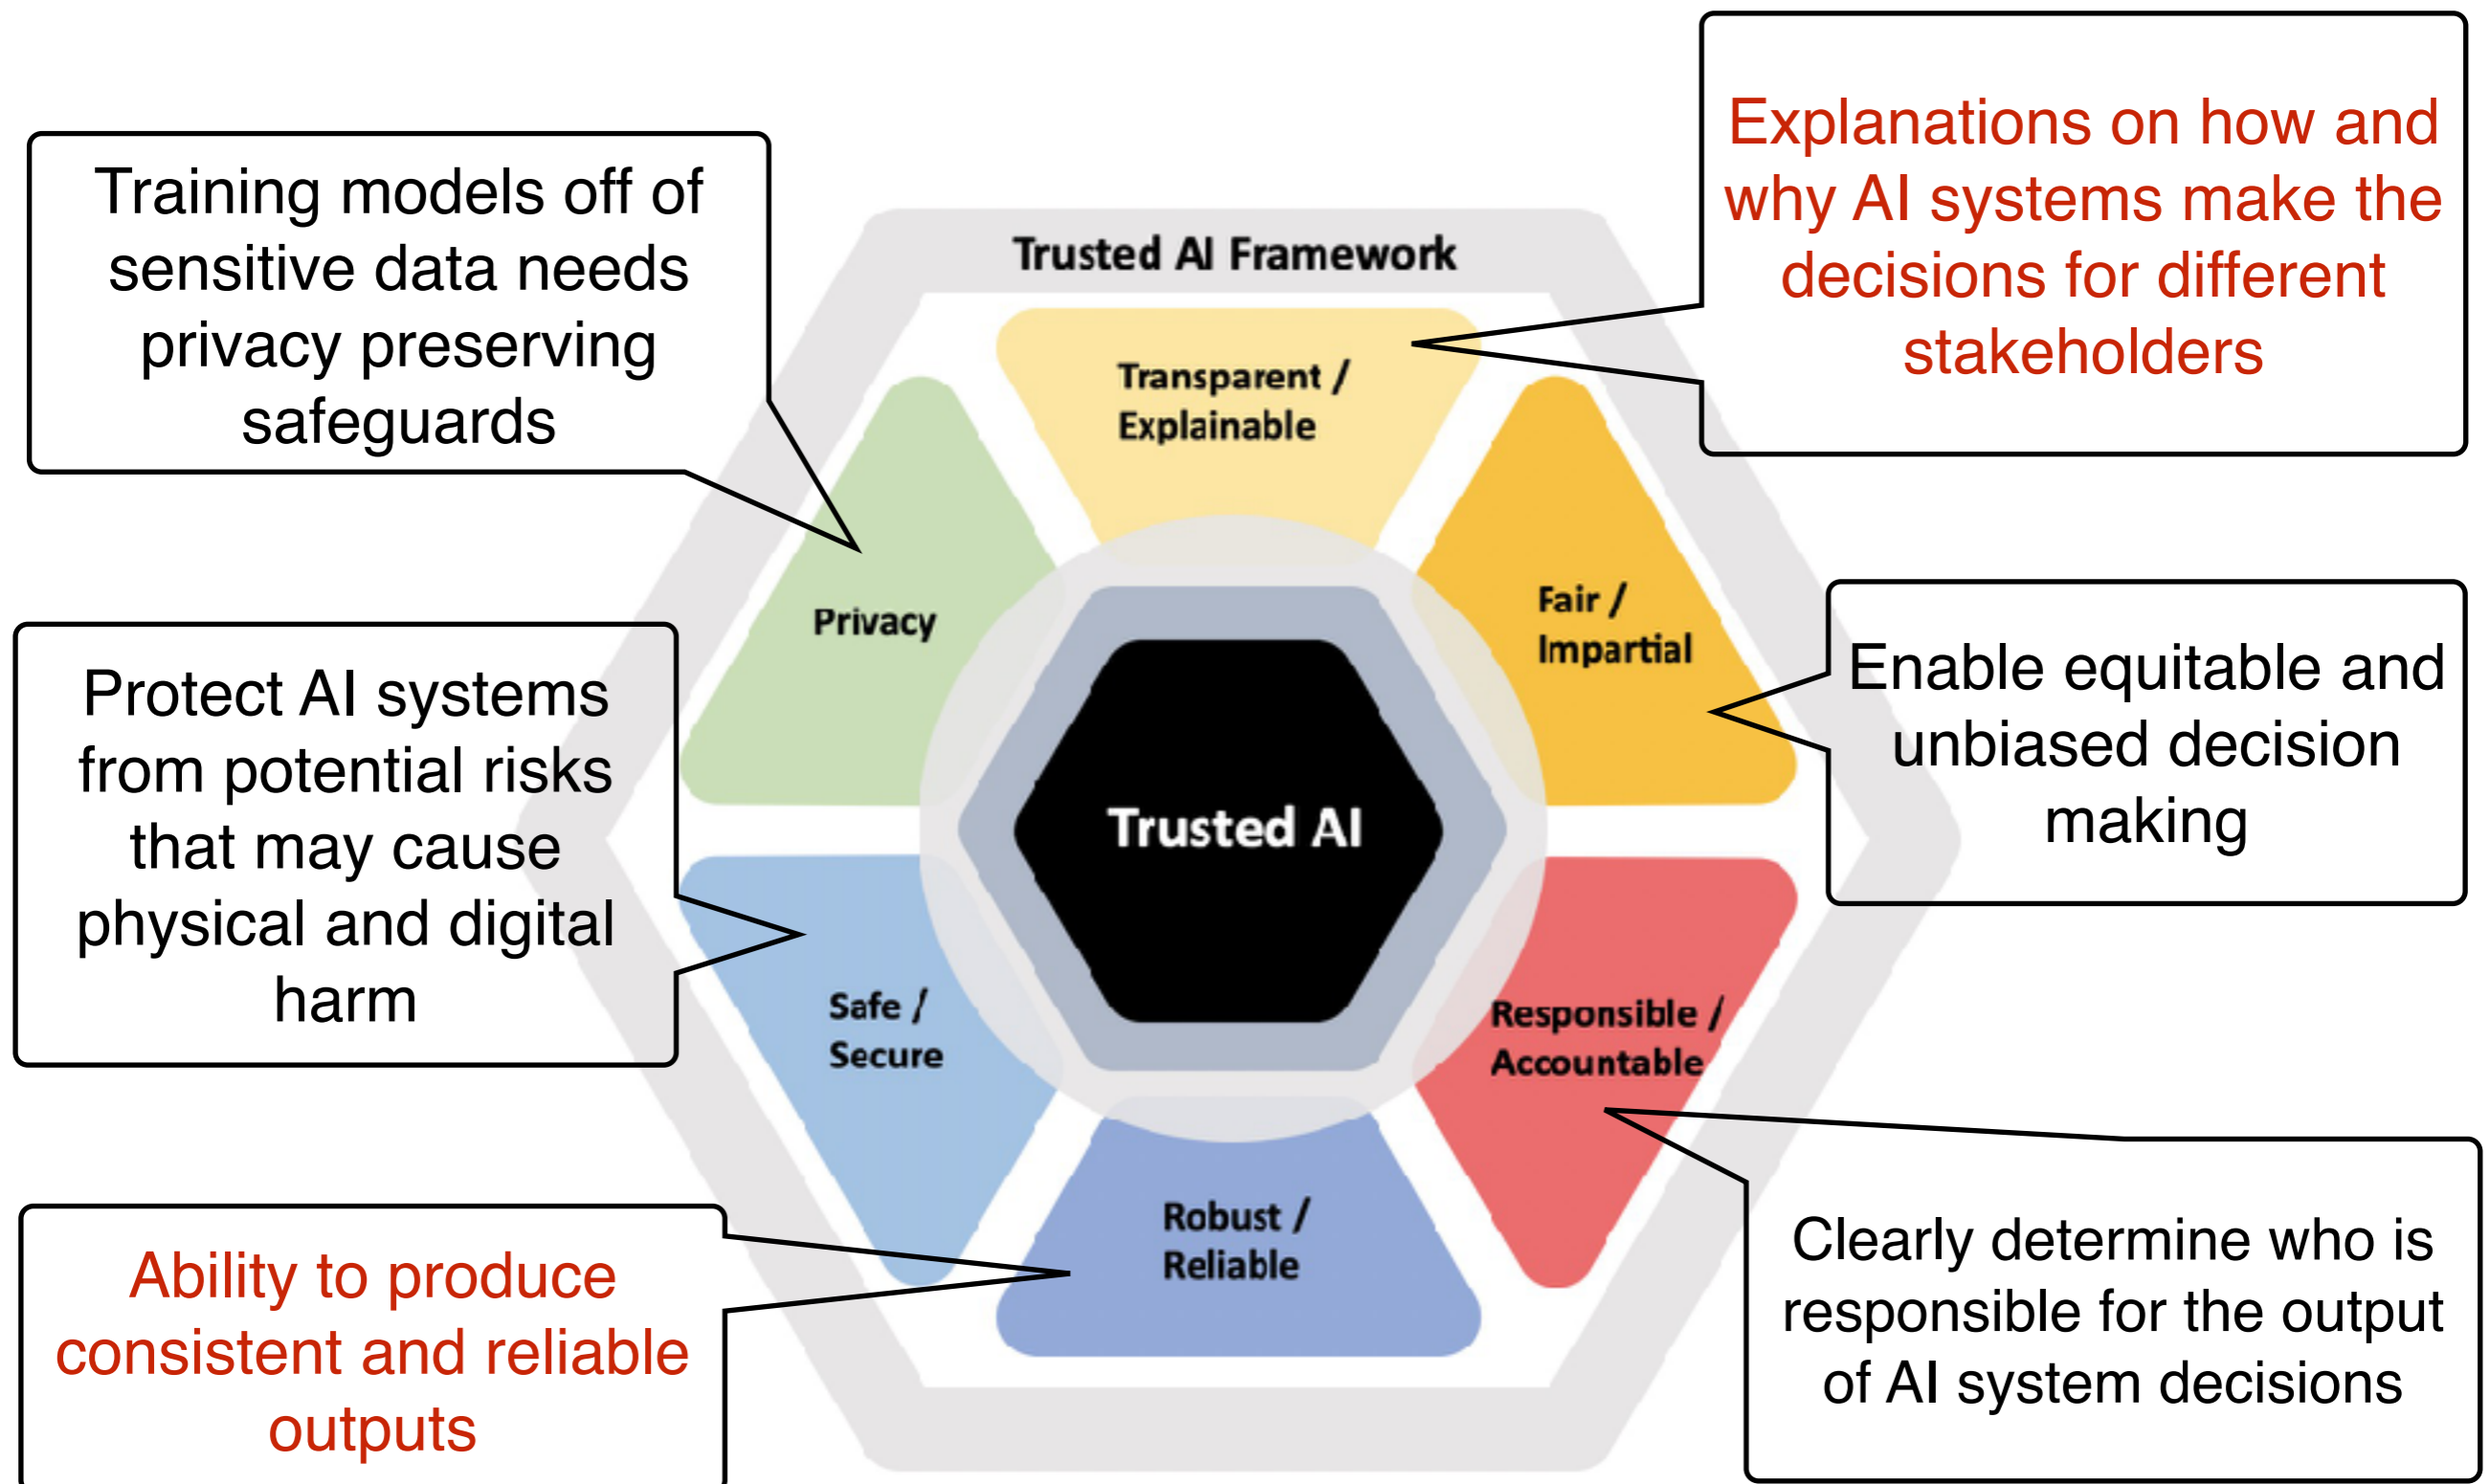 Training models off of
sensitive data needs
privacy preserving
safeguards
Explanations on how and
why AI systems make the
decisions for different
stakeholders
Trusted AI Framework
Transparent /
Explainable
Privacy
Fair /
Impartial
Protect AI systems
from potential risks
that may cause
physical and digital
harm
Enable equitable and
unbiased decision
making
Trusted AI
Safe /
Secure
Responsible /
Accountable
Robust /
Reliable
Ability to produce
consistent and reliable
outputs
Clearly determine who is
responsible for the output
of AI system decisions